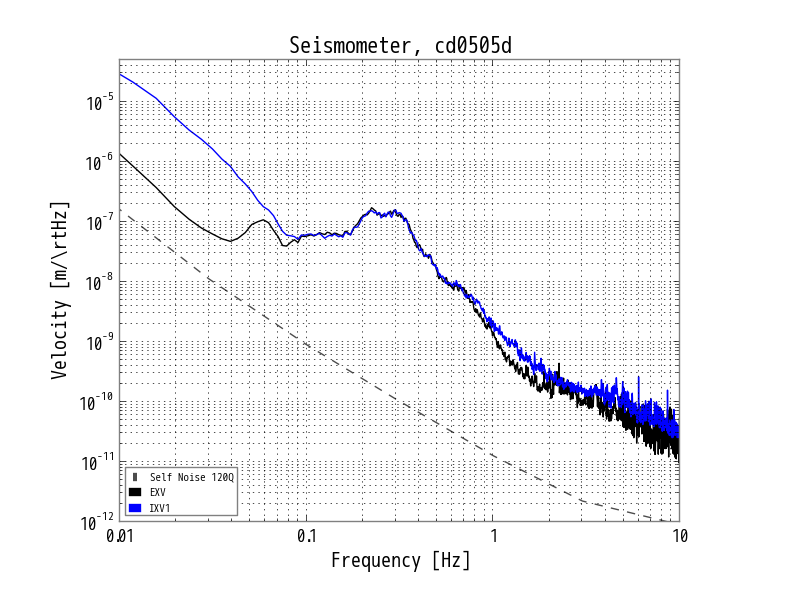 Seismometer, cd0505d
Velocity [m/\rtHz]
10^-5
10^-6
10^-7
10^-8
10^-9
10^-10
10^-11
10^-12
Self Noise 120Q
EXV
IXV1
0.01 0.1 1 10
Frequency [Hz]